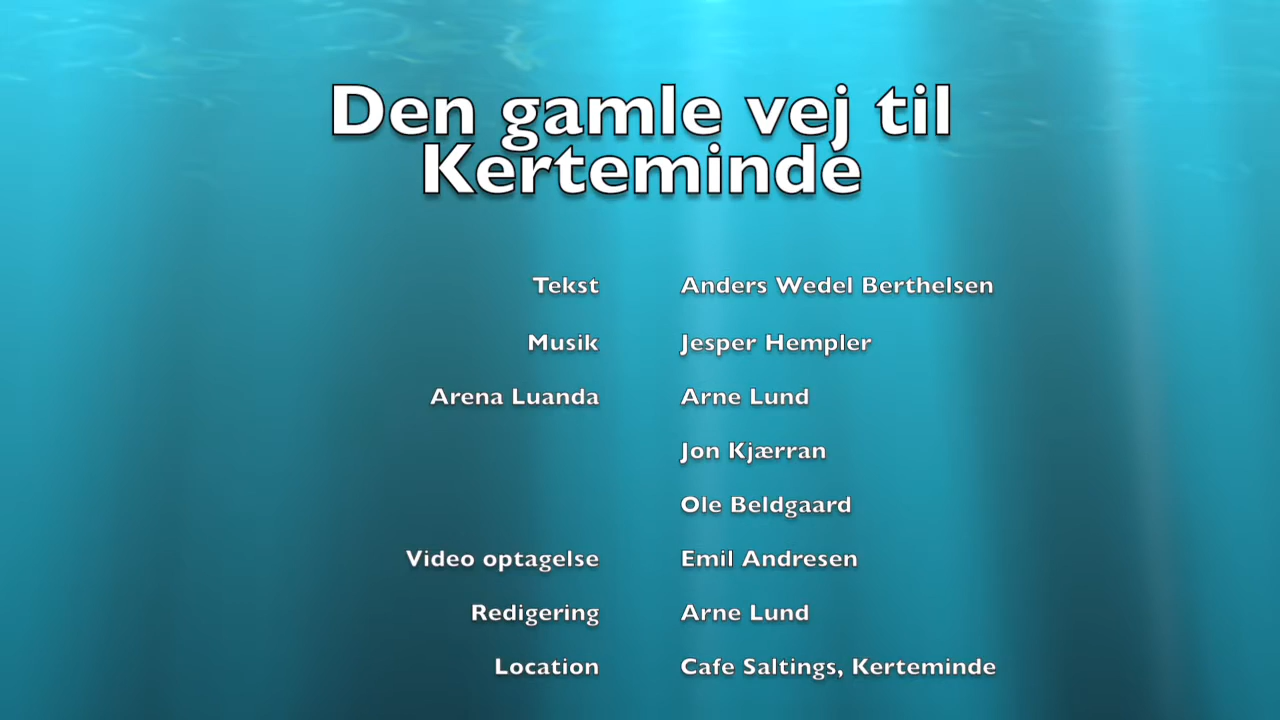 Den gamle vej til
Kerteminde
Tekst Anders Wedel Berthelsen
Musik Jesper Hempler
Arena Luanda Arne Lund
Jon Kjærran
Ole Beldgaard
Video optagelse Emil Andresen
Redigering Arne Lund
Location Cafe Saltings, Kerteminde